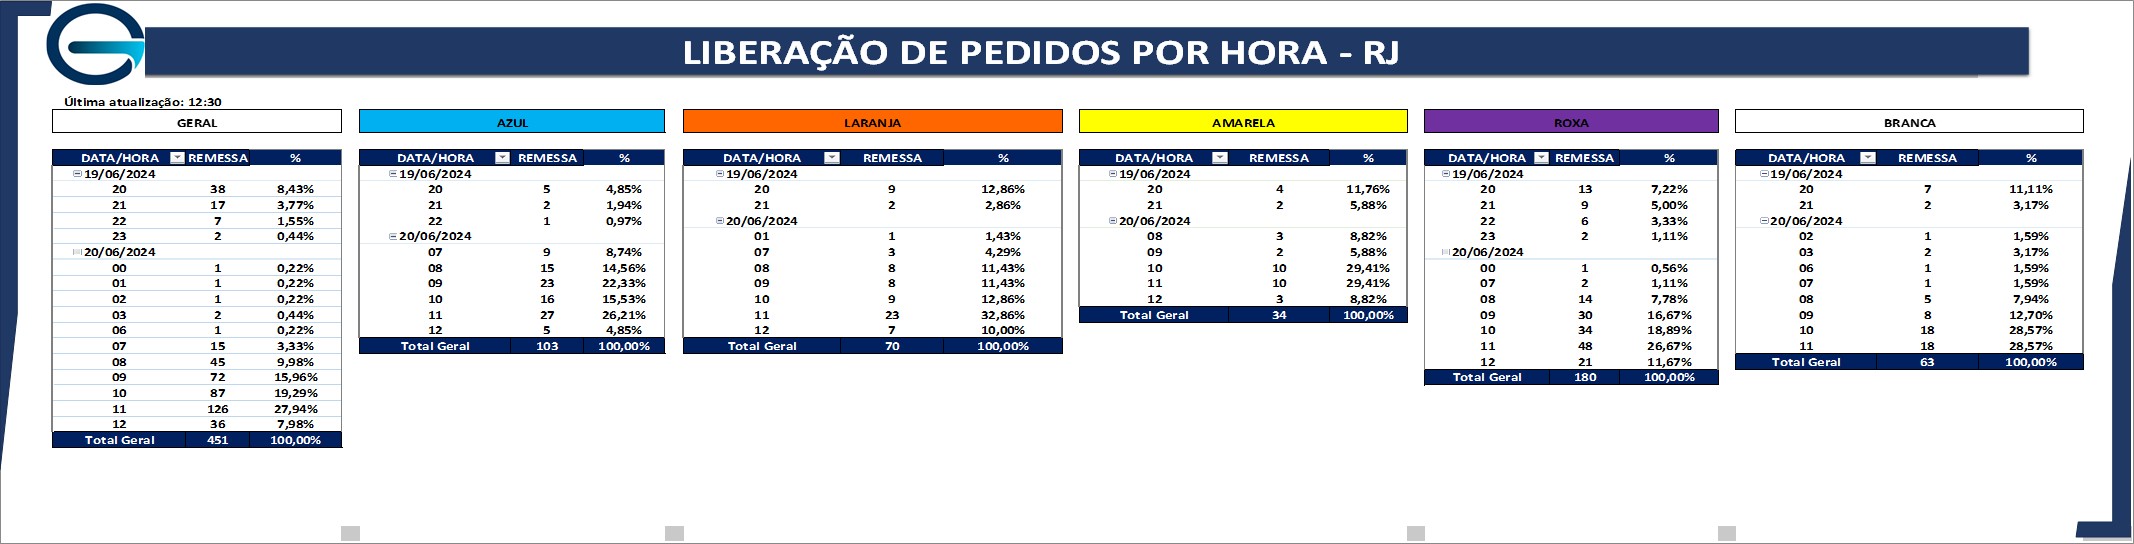 LIBERAÇÃO DE PEDIDOS POR HORA - RJ
Última atualização: 12:30
GERAL
DATA/HORA REMESSA %
19/06/2024
20 38 8,43%
21 17 3,77%
22 7 1,55%
23 2 0,44%
20/06/2024
00 1 0,22%
01 1 0,22%
02 1 0,22%
03 2 0,44%
06 1 0,22%
07 15 3,33%
08 45 9,98%
09 72 15,96%
10 87 19,29%
11 126 27,94%
12 36 7,98%
Total Geral 451 100,00%
AZUL
DATA/HORA REMESSA %
19/06/2024
20 5 4,85%
21 2 1,94%
22 1 0,97%
20/06/2024
07 9 8,74%
08 15 14,56%
09 23 22,33%
10 16 15,53%
11 27 26,21%
12 5 4,85%
Total Geral 103 100,00%
LARANJA
DATA/HORA REMESSA %
19/06/2024
20 9 12,86%
21 2 2,86%
20/06/2024
01 1 1,43%
07 3 4,29%
08 8 11,43%
09 8 11,43%
10 9 12,86%
11 23 32,86%
12 7 10,00%
Total Geral 70 100,00%
AMARELA
DATA/HORA REMESSA %
19/06/2024
20 4 11,76%
21 2 5,88%
20/06/2024
08 3 8,82%
09 2 5,88%
10 10 29,41%
11 10 29,41%
12 3 8,82%
Total Geral 34 100,00%
ROXA
DATA/HORA REMESSA %
19/06/2024
20 13 7,22%
21 9 5,00%
22 6 3,33%
23 2 1,11%
20/06/2024
00 1 0,56%
07 2 1,11%
08 14 7,78%
09 30 16,67%
10 34 18,89%
11 48 26,67%
12 21 11,67%
Total Geral 180 100,00%
BRANCA
DATA/HORA REMESSA %
19/06/2024
20 7 11,11%
21 2 3,17%
20/06/2024
02 1 1,59%
03 2 3,17%
06 1 1,59%
07 1 1,59%
08 5 7,94%
09 8 12,70%
10 18 28,57%
11 18 28,57%
Total Geral 63 100,00%